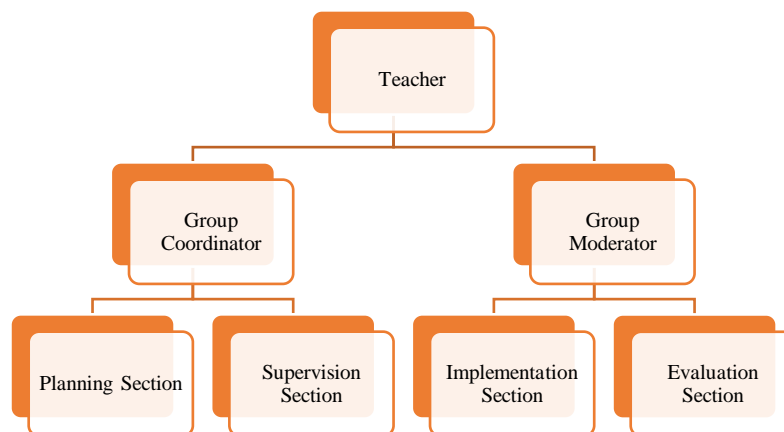 Teacher
Group
Coordinator
Group
Moderator
Planning Section
Supervision
Section
Implementation
Section
Evaluation
Section